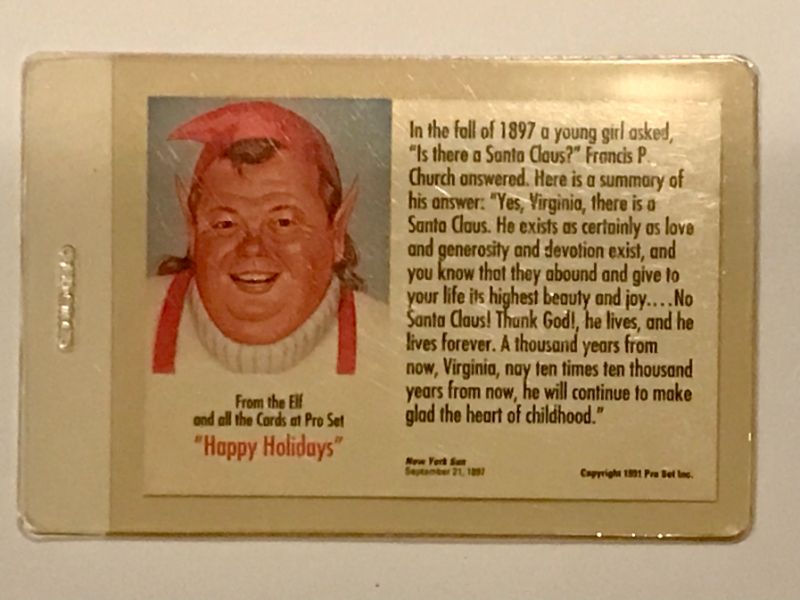 In the fall of 1897 a young girl asked,
"Is there a Santa Claus?" Francis P.
Church answered. Here is a summary of
his answer: "Yes, Virginia, there is a
Santa Claus. He exists as certainly as love
and generosity and devotion exist, and
you know that they abound and give to
your life its highest beauty and joy....No
Santa Claus! Thank God!, he lives, and he
lives forever. A thousand years from
now, Virginia, nay ten times ten thousand
years from now, he will continue to make
glad the heart of childhood."
From the Elf
and all the Cards at Pro Set
"Happy Holidays"
New York Sun
September 21, 1897
Copyright 1991 Pro Set Inc.